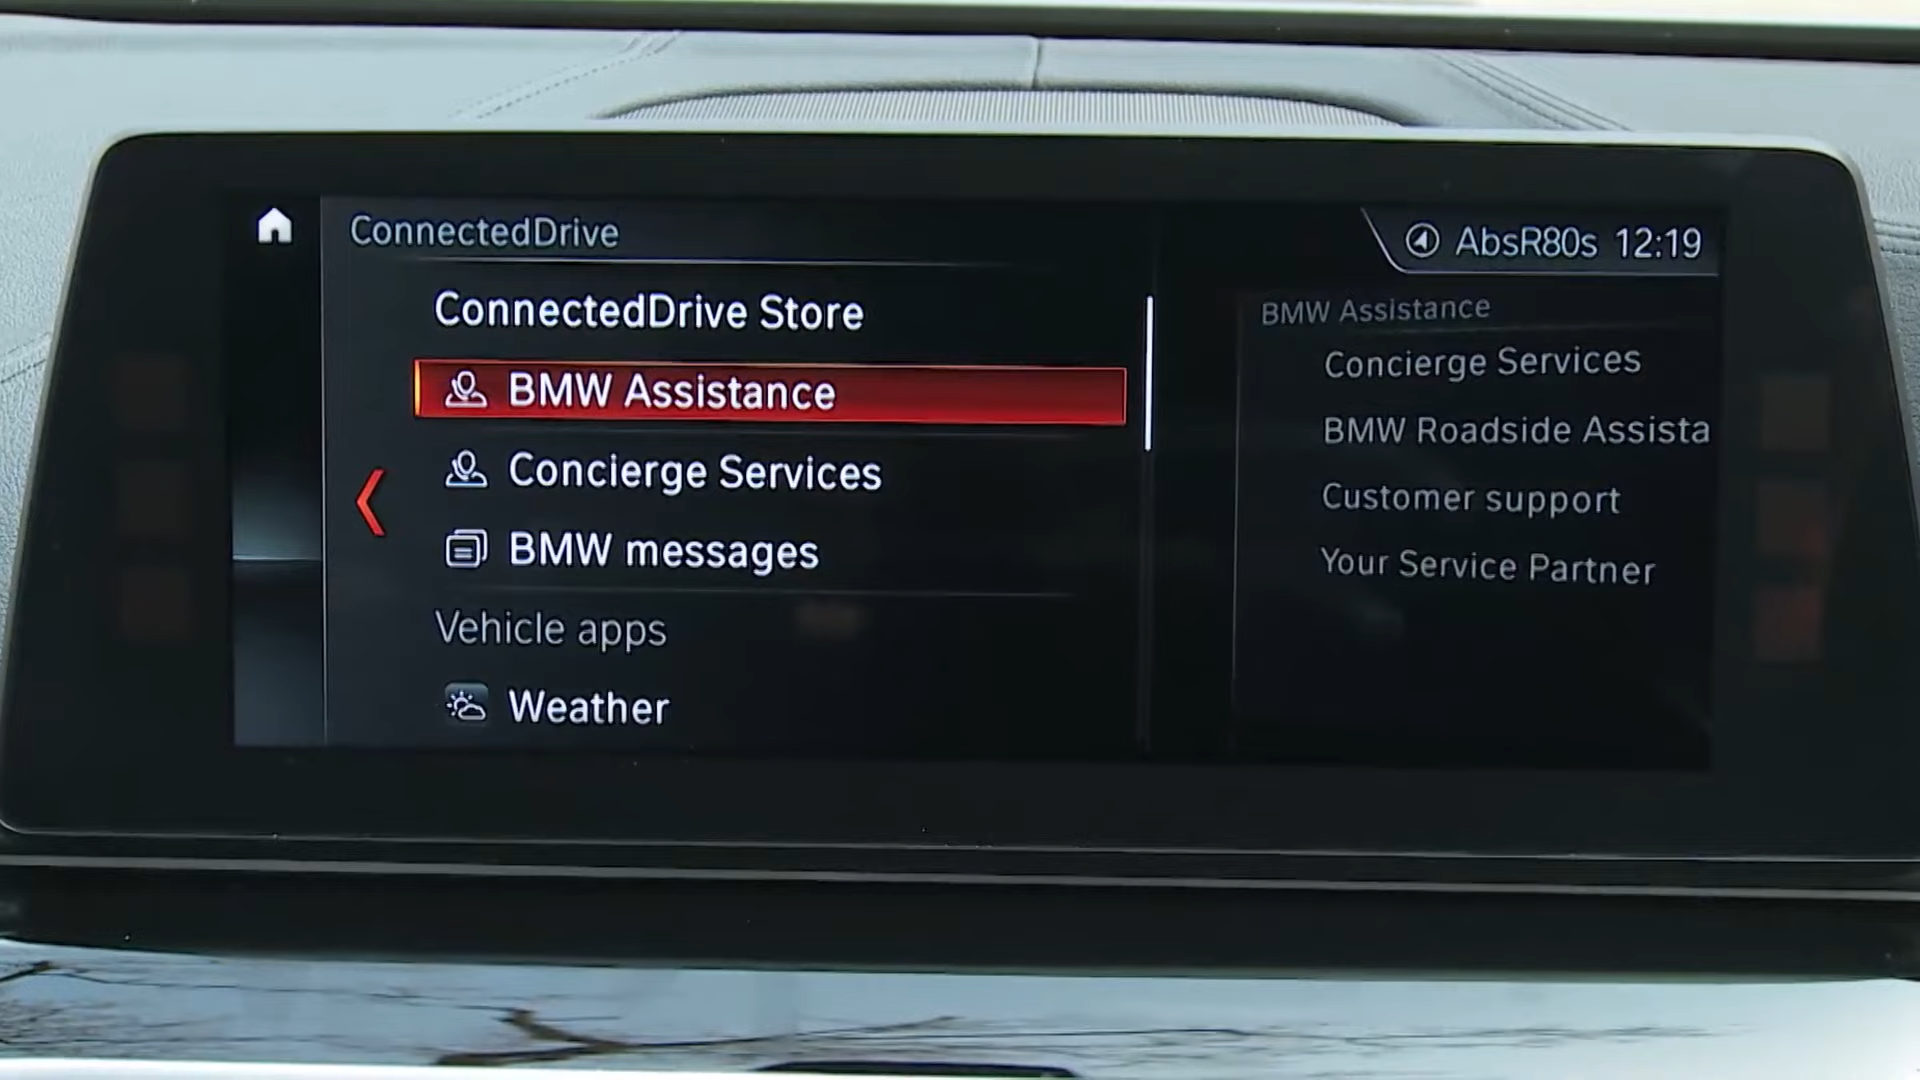 ConnectedDrive
AbsR80s 12:19
ConnectedDrive Store
BMW Assistance
Concierge Services
BMW messages
Vehicle apps
Weather
BMW Assistance
Concierge Services
BMW Roadside Assista
Customer support
Your Service Partner